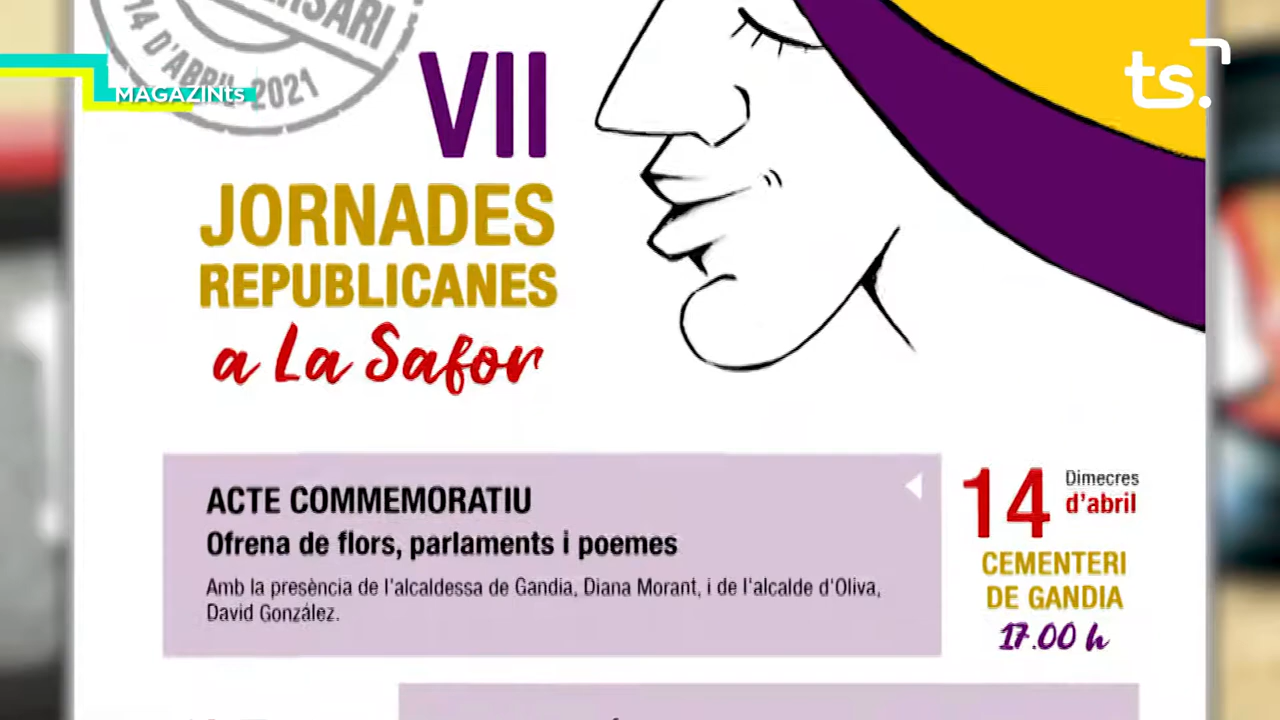 14 D'ABRIL 2021
MAGAZINts
ts.
VII
JORNADES
REPUBLICANES
a La Safor
ACTE COMMEMORATIU
Ofrena de flors, parlaments i poemes
Amb la presència de l'alcaldessa de Gandia, Diana Morant, i de l'alcalde d'Oliva,
David González.
14 Dimecres
d'abril
CEMENTERI
DE GANDIA
17.00 h